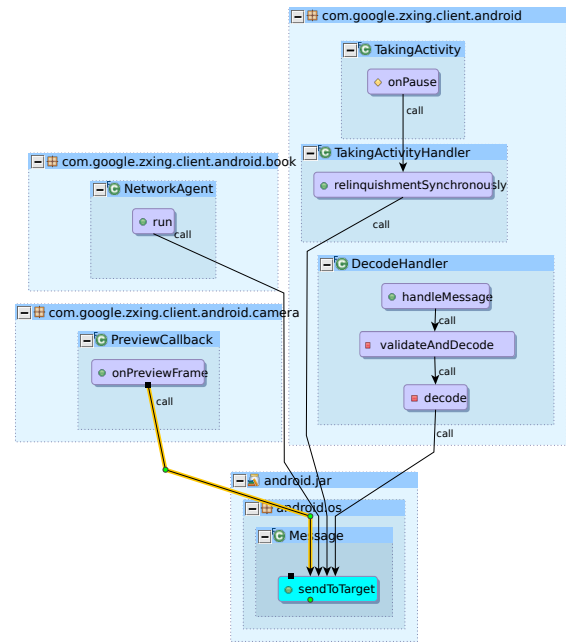 com.google.zxing.client.android
TakingActivity
onPause
call
TakingActivityHandler
relinquishmentSynchronously
call
com.google.zxing.client.android.book
NetworkAgent
run
call
DecodeHandler
handleMessage
call
validateAndDecode
call
decode
call
com.google.zxing.client.android.camera
PreviewCallback
onPreviewFrame
call
android.jar
android.os
Message
sendToTarget